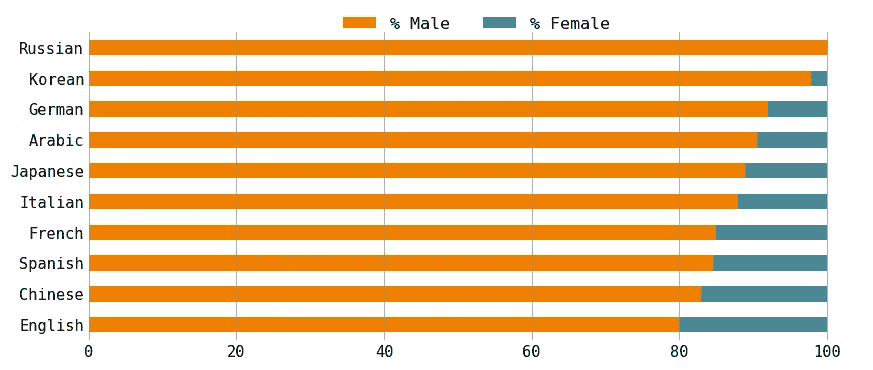 % Male % Female
Russian
Korean
German
Arabic
Japanese
Italian
French
Spanish
Chinese
English
0 20 40 60 80 100